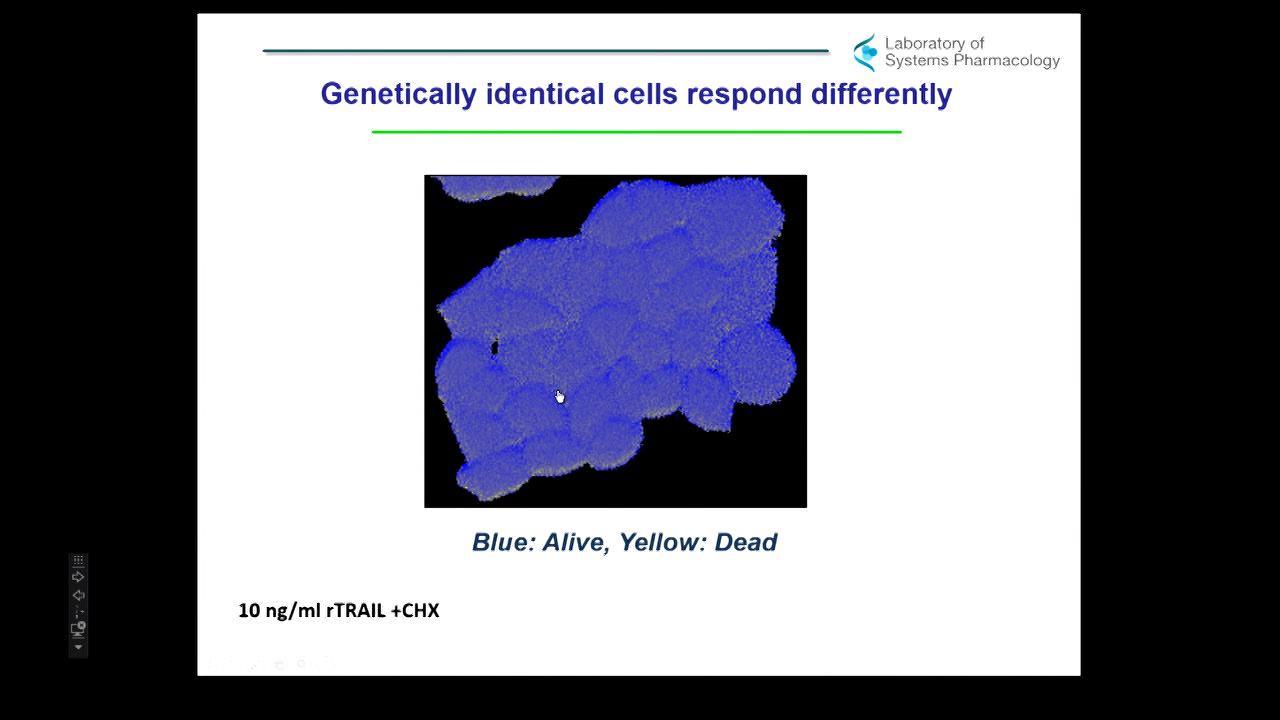 Laboratory of
Systems Pharmacology
Genetically identical cells respond differently
Blue: Alive, Yellow: Dead
10 ng/ml rTRAIL +CHX